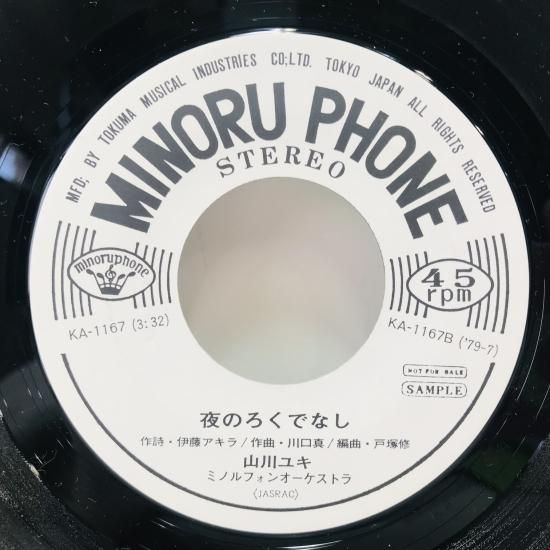 MFD; BY TOKUMA MUSICAL INDUSTRIES CO;LTD. TOKYO JAPAN ALL RIGHTS RESERVED
MINORU PHONE
STEREO
minoruphone
45
rpm
KA-1167 (3:32)
KA-1167B ('79-7)
NOT FOR SALE
SAMPLE
夜のろくでなし
作詩・伊藤アキラ/作曲・川口真/編曲・戸塚修
山川ユキ
ミノルフォンオーケストラ
(JASRAC)